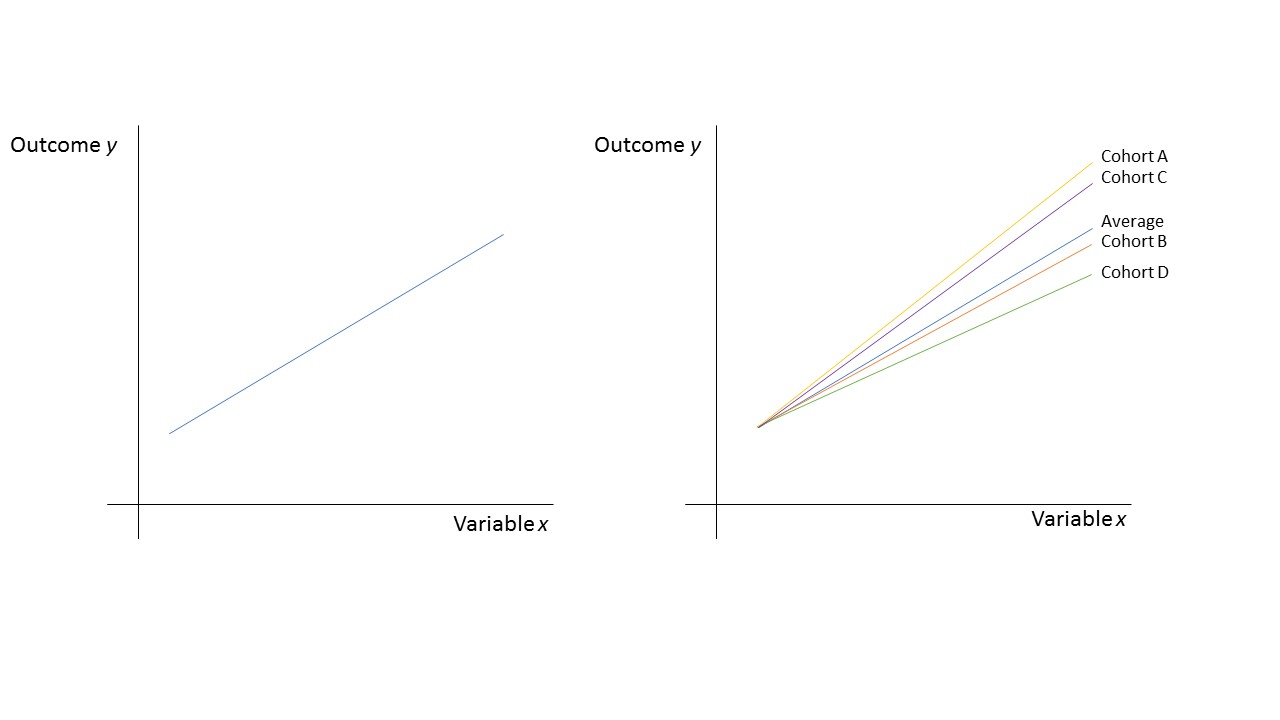 Outcome y
Variable x
Outcome y
Cohort A
Cohort C
Average
Cohort B
Cohort D
Variable x